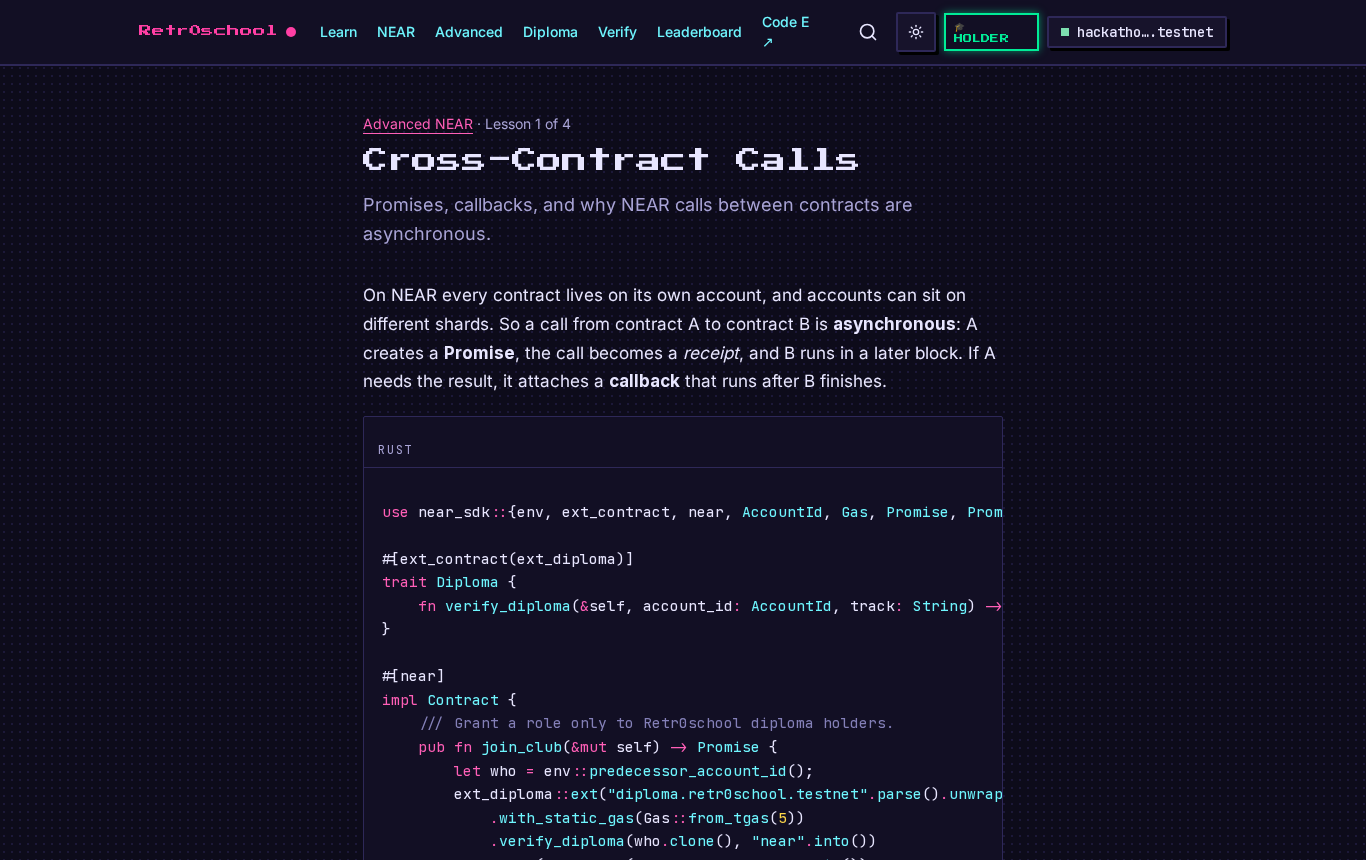 Retr0school
Learn
NEAR
Advanced
Diploma
Verify
Leaderboard
Code E
↗
HOLDER
hackatho….testnet
Advanced NEAR · Lesson 1 of 4
Cross-Contract Calls
Promises, callbacks, and why NEAR calls between contracts are
asynchronous.
On NEAR every contract lives on its own account, and accounts can sit on
different shards. So a call from contract A to contract B is asynchronous: A
creates a Promise, the call becomes a receipt, and B runs in a later block. If A
needs the result, it attaches a callback that runs after B finishes.
RUST
use near_sdk::{env, ext_contract, near, AccountId, Gas, Promise, Prom
#[ext_contract(ext_diploma)]
trait Diploma {
    fn verify_diploma(&self, account_id: AccountId, track: String) ->
}
#[near]
impl Contract {
    /// Grant a role only to Retr0school diploma holders.
    pub fn join_club(&mut self) -> Promise {
        let who = env::predecessor_account_id();
        ext_diploma::ext("diploma.retr0school.testnet".parse().unwrap
            .with_static_gas(Gas::from_tgas(5))
            .verify_diploma(who.clone(), "near".into())